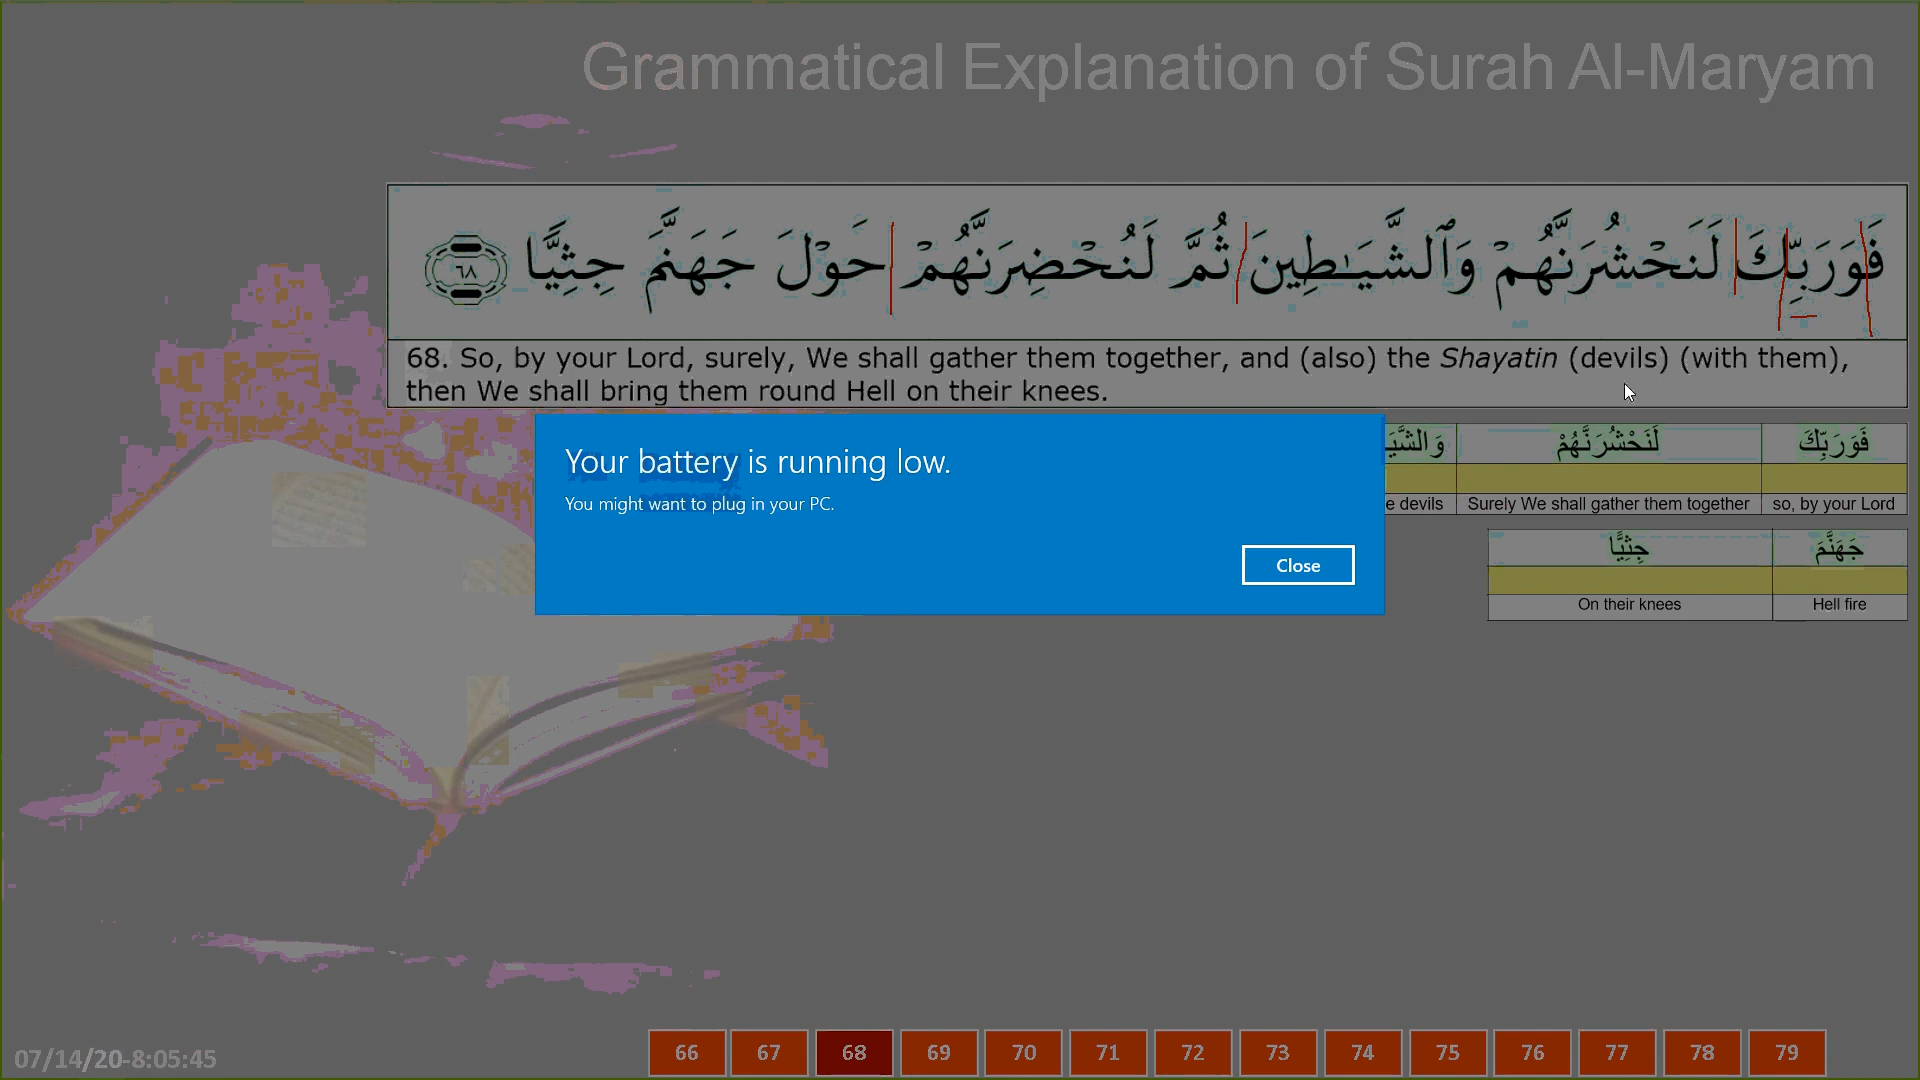 Grammatical Explanation of Surah Al-Maryam
فَوَرَبِّكَ لَنَحْشُرَنَّهُمْ وَٱلشَّيَـٰطِينَ ثُمَّ لَنُحْضِرَنَّهُمْ حَوْلَ جَهَنَّمَ جِثِيًّا ٦٨
68. So, by your Lord, surely, We shall gather them together, and (also) the Shayatin (devils) (with them),
then We shall bring them round Hell on their knees.
فَوَرَبِّكَ لَنَحْشُرَنَّهُمْ
so, by your Lord Surely We shall gather them together devils
جَهَنَّمَ جِثِيًّا
Hell fire On their knees
Your battery is running low.
You might want to plug in your PC.
Close
07/14/20-8:05:45
66 67 68 69 70 71 72 73 74 75 76 77 78 79